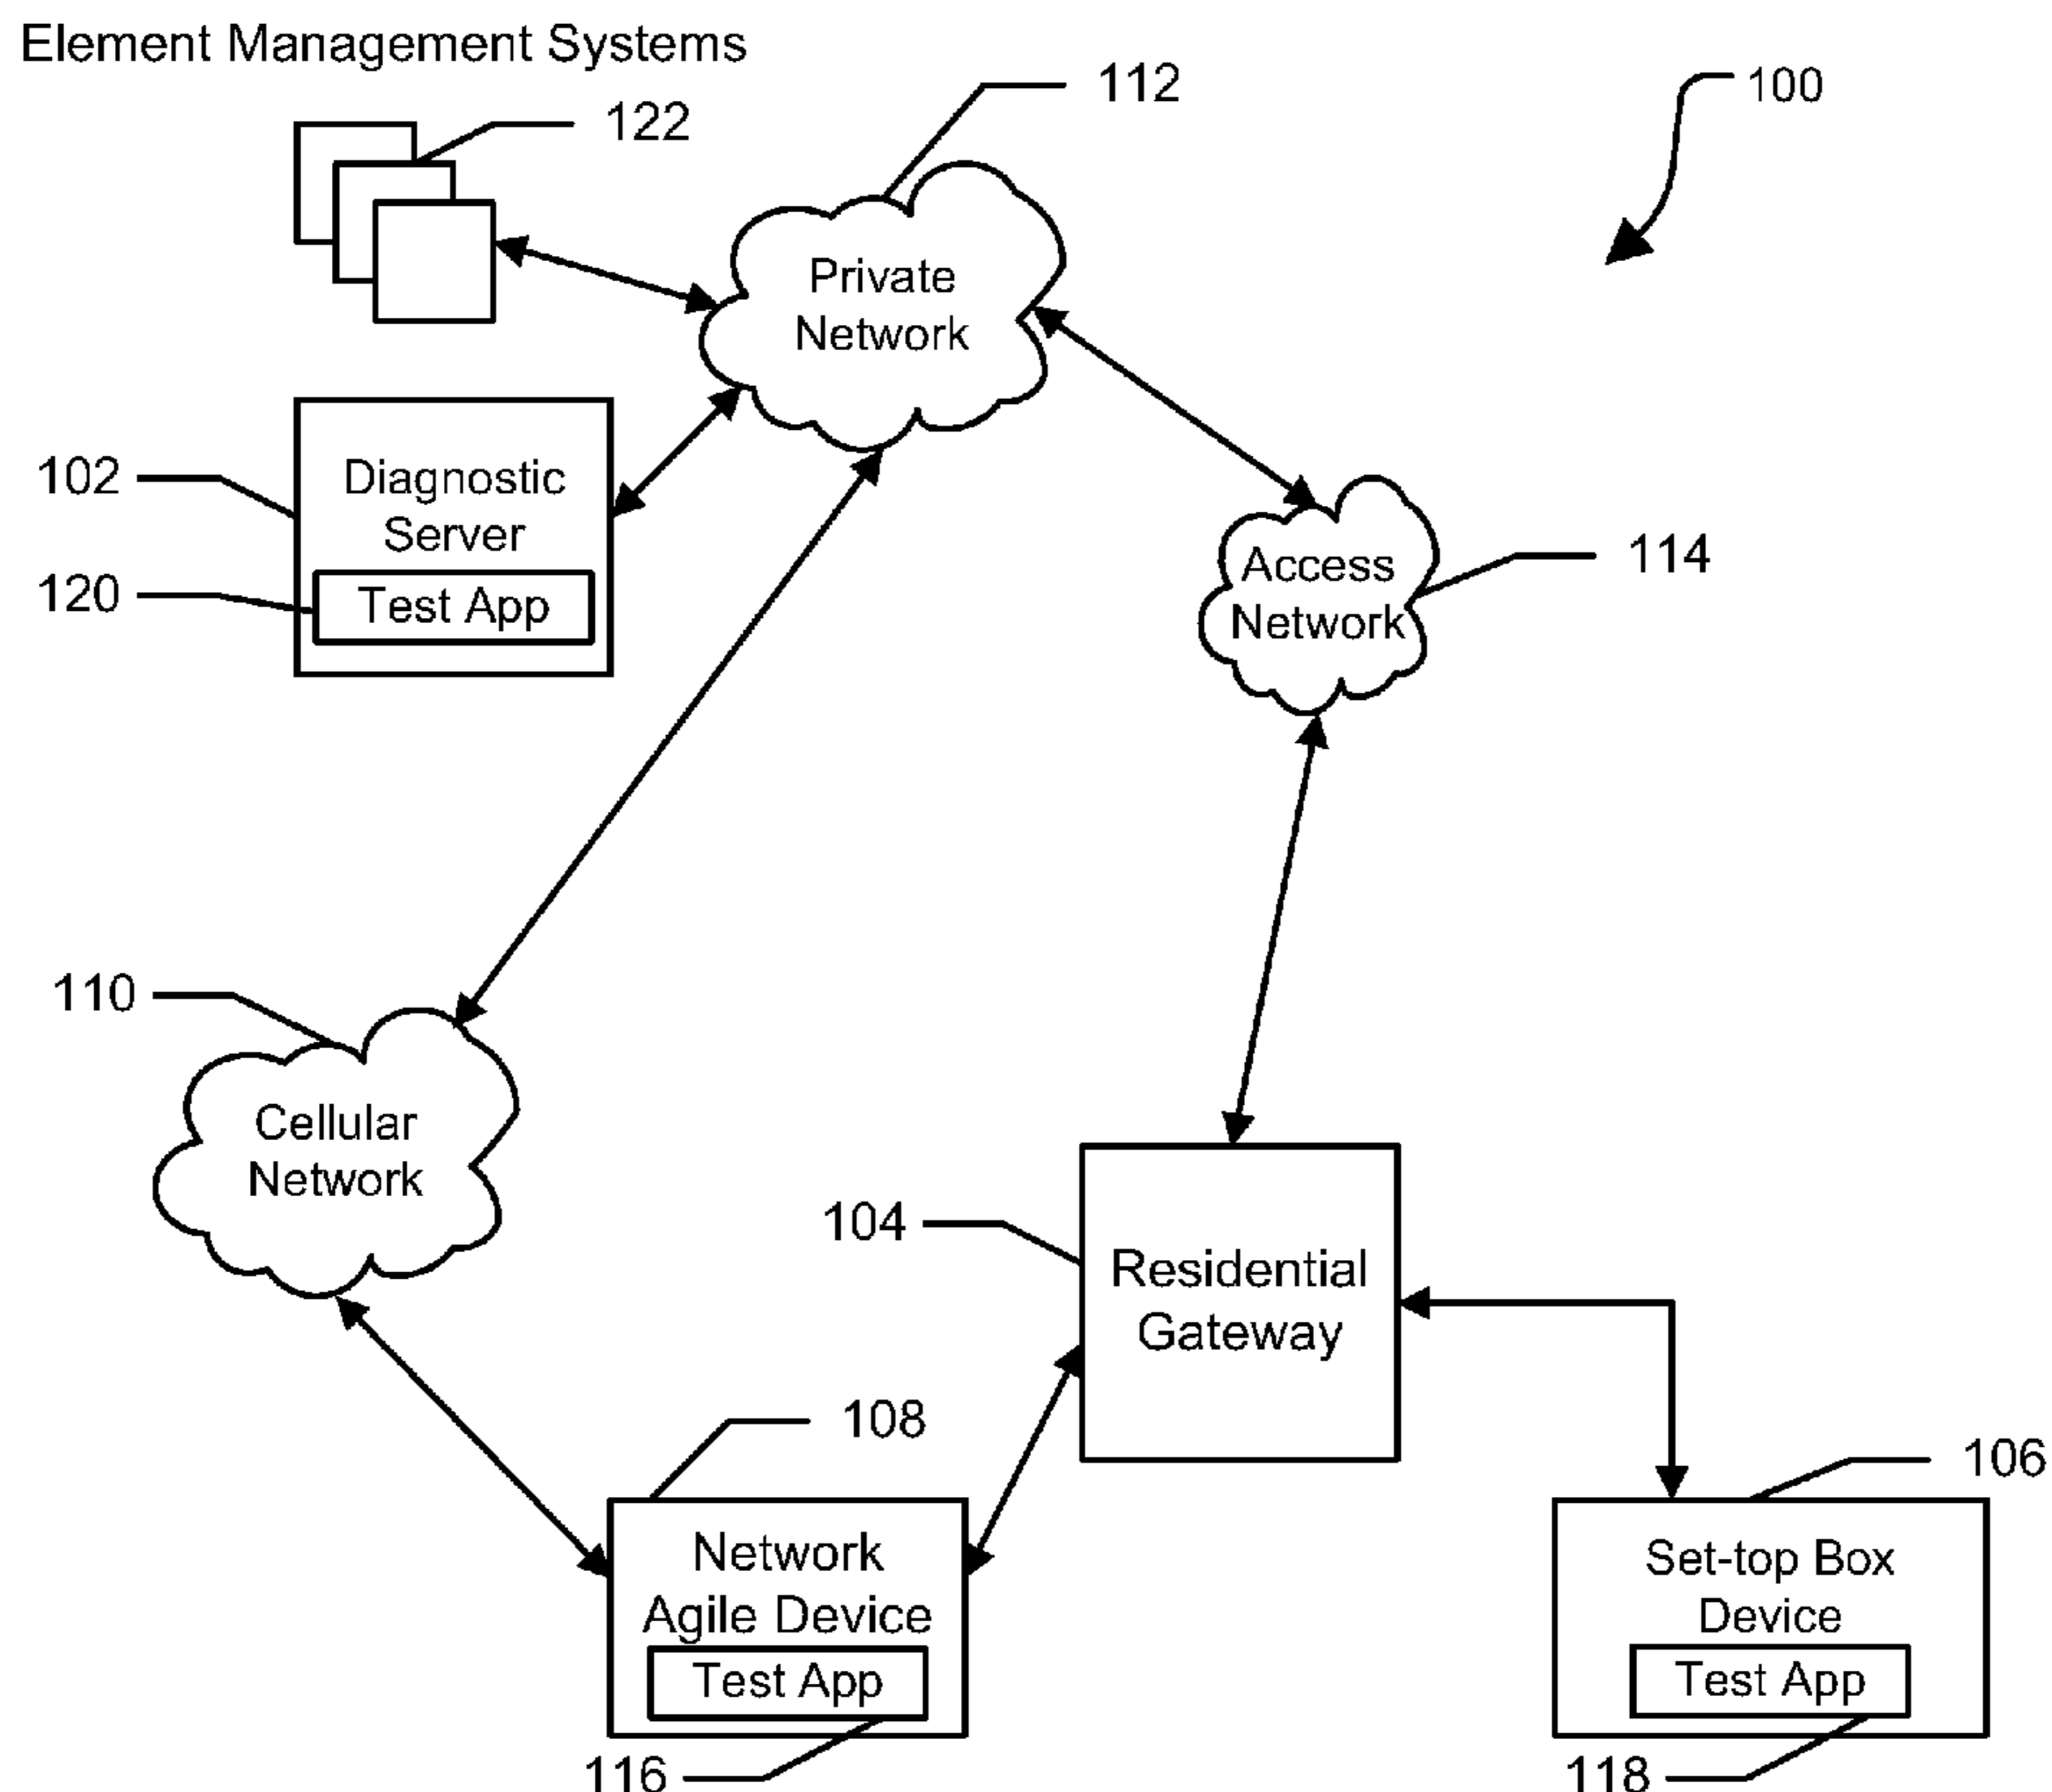 Element Management Systems
112
100
122
Private
Network
102
Diagnostic
Server
120
Test App
Access
Network
114
110
Cellular
Network
104
Residential
Gateway
108
Network
Agile Device
Test App
116
106
Set-top Box
Device
Test App
118